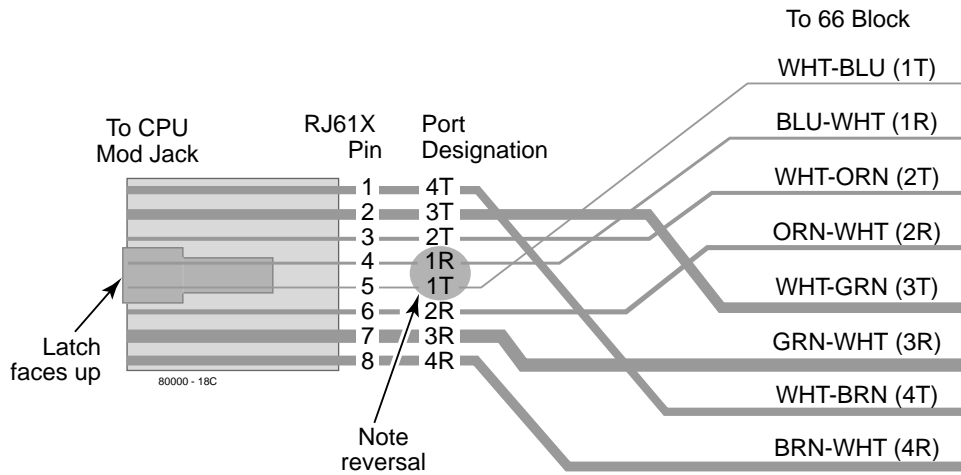 To 66 Block
WHT-BLU (1T)
BLU-WHT (1R)
WHT-ORN (2T)
ORN-WHT (2R)
WHT-GRN (3T)
GRN-WHT (3R)
WHT-BRN (4T)
BRN-WHT (4R)
To CPU
Mod Jack
RJ61X
Pin
Port
Designation
1 4T
2 3T
3 2T
4 1R
5 1T
6 2R
7 3R
8 4R
Latch
faces up
80000 - 18C
Note
reversal